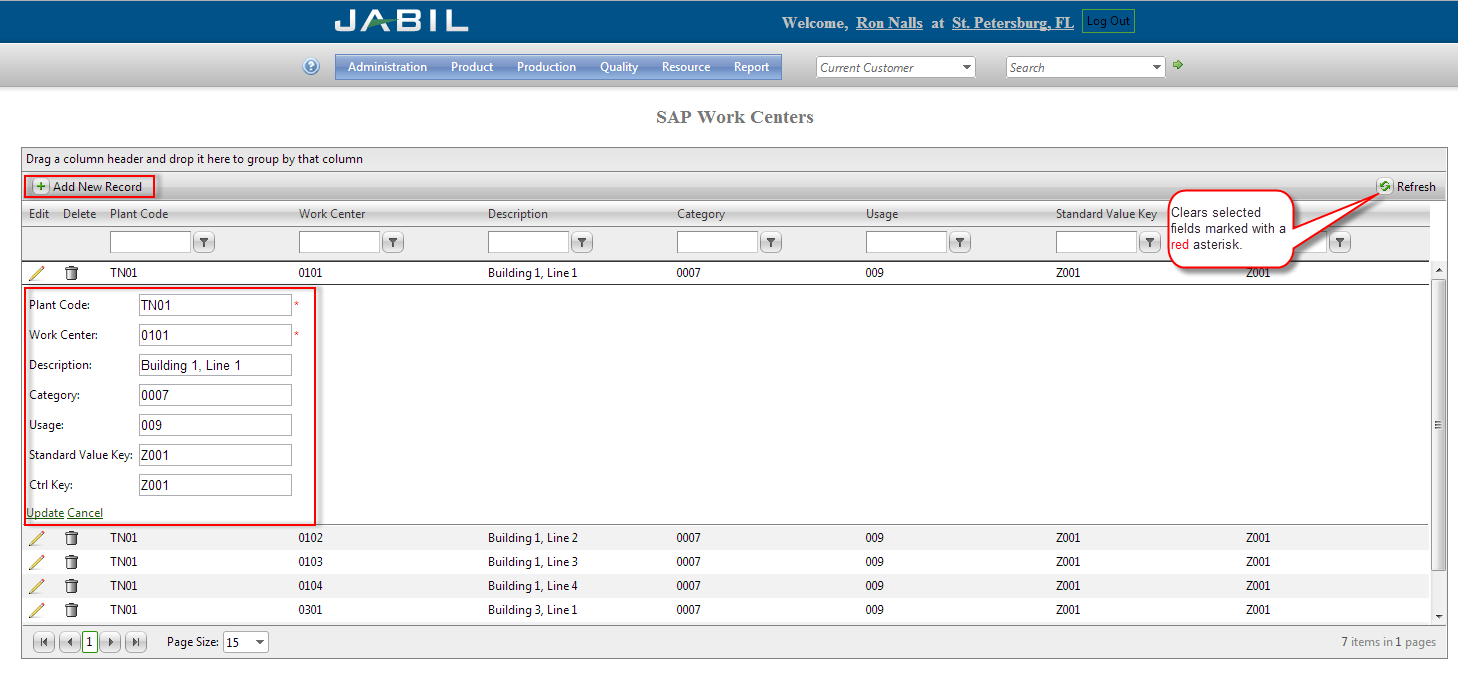 JABIL
Welcome, Ron Nalls at St. Petersburg, FL Log Out
? Administration Product Production Quality Resource Report Current Customer Search
SAP Work Centers
Drag a column header and drop it here to group by that column
Add New Record Refresh
Edit Delete Plant Code Work Center Description Category Usage Standard Value Key
Clears selected
fields marked with a
red asterisk.
TN01 0101 Building 1, Line 1 0007 009 Z001 Z001
Plant Code: TN01 *
Work Center: 0101 *
Description: Building 1, Line 1
Category: 0007
Usage: 009
Standard Value Key: Z001
Ctrl Key: Z001
Update Cancel
TN01 0102 Building 1, Line 2 0007 009 Z001 Z001
TN01 0103 Building 1, Line 3 0007 009 Z001 Z001
TN01 0104 Building 1, Line 4 0007 009 Z001 Z001
TN01 0301 Building 3, Line 1 0007 009 Z001 Z001
1 Page Size: 15 7 items in 1 pages